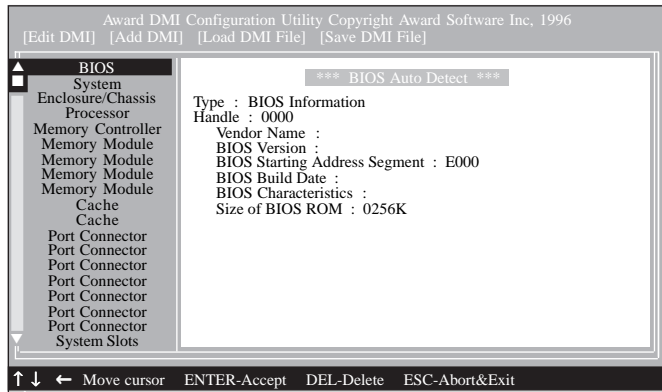 Award DMI Configuration Utility Copyright Award Software Inc, 1996
[Edit DMI] [Add DMI] [Load DMI File] [Save DMI File]
BIOS
System
Enclosure/Chassis
Processor
Memory Controller
Memory Module
Memory Module
Memory Module
Memory Module
Cache
Cache
Port Connector
Port Connector
Port Connector
Port Connector
Port Connector
Port Connector
Port Connector
System Slots
*** BIOS Auto Detect ***
Type : BIOS Information
Handle : 0000
Vendor Name :
BIOS Version :
BIOS Starting Address Segment : E000
BIOS Build Date :
BIOS Characteristics :
Size of BIOS ROM : 0256K
↑ ↓ ← Move cursor ENTER-Accept DEL-Delete ESC-Abort&Exit